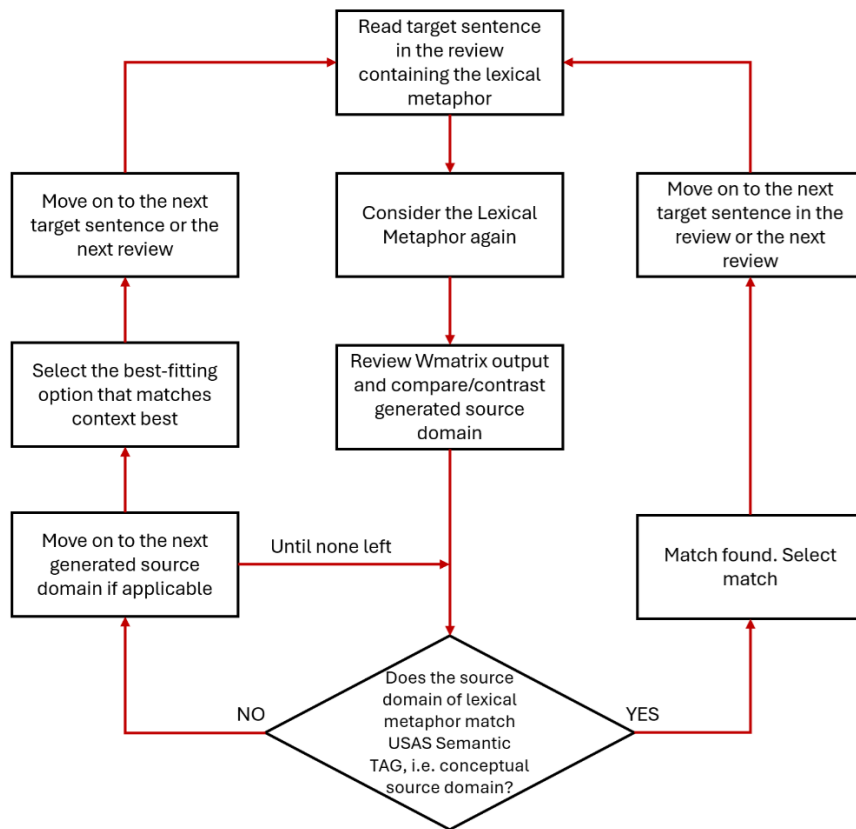 Read target sentence
in the review
containing the lexical
metaphor
Move on to the next
target sentence or the
next review
Consider the Lexical
Metaphor again
Move on to the next
target sentence in the
review or the next
review
Select the best-fitting
option that matches
context best
Review Wmatrix output
and compare/contrast
generated source
domain
Move on to the next
generated source
domain if applicable
Until none left
Match found. Select
match
NO
Does the source
domain of lexical
metaphor match
USAS Semantic
TAG, i.e. conceptual
source domain?
YES